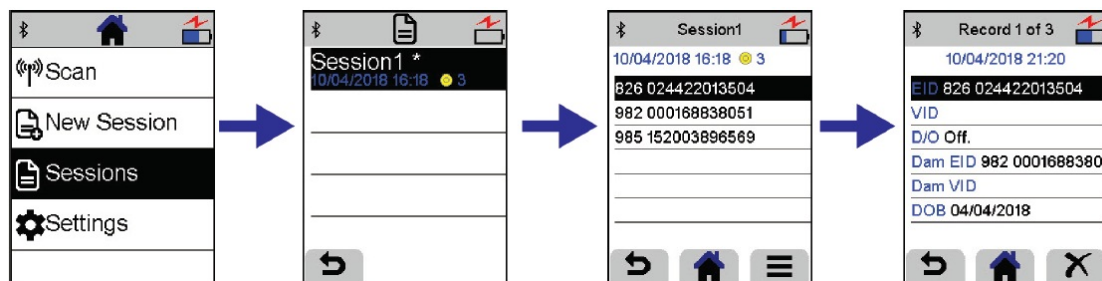 Scan
New Session
Sessions
Settings
Session1 *
10/04/2018 16:18 3
Session1
10/04/2018 16:18 3
826 024422013504
982 000168838051
985 152003896569
Record 1 of 3
10/04/2018 21:20
EID 826 024422013504
VID
D/O Off.
Dam EID 982 0001688380
Dam VID
DOB 04/04/2018